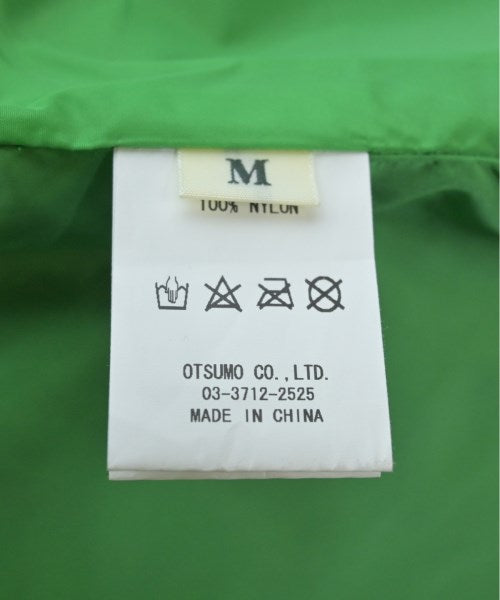 M
100% NYLON
OTSUMO CO.,LTD.
03-3712-2525
MADE IN CHINA